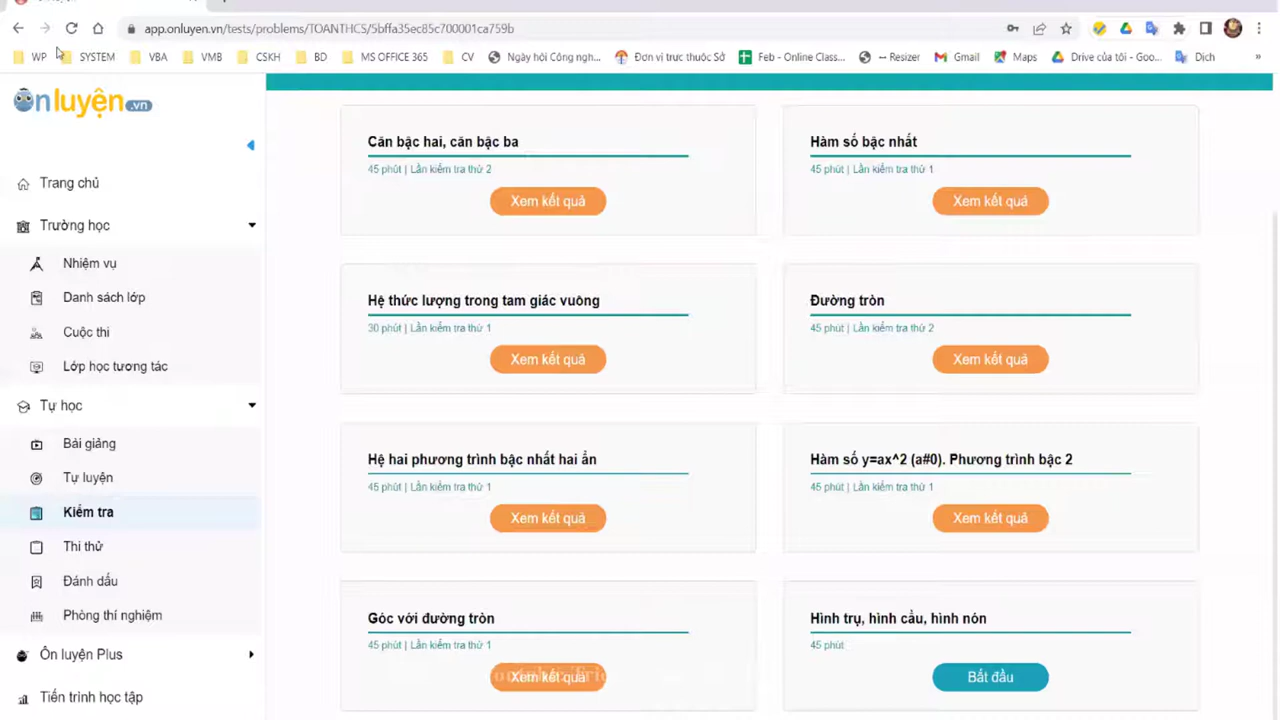 app.onluyen.vn/tests/problems/TOANTHCS/5bffa35ec85c700001ca759b
WP SYSTEM VBA VMB CSKH BD MS OFFICE 365 CV Ngày hội Công ngh... Đơn vị trực thuộc Sở Feb - Online Class... -- Resizer Gmail Maps Drive của tôi - Goo... Dịch »
Ôn luyện .vn
Trang chủ
Trường học
Nhiệm vụ
Danh sách lớp
Cuộc thi
Lớp học tương tác
Tự học
Bài giảng
Tự luyện
Kiểm tra
Thi thử
Đánh dấu
Phòng thí nghiệm
Ôn luyện Plus
Tiến trình học tập
Căn bậc hai, căn bậc ba
45 phút | Lần kiểm tra thứ 2
Xem kết quả
Hàm số bậc nhất
45 phút | Lần kiểm tra thứ 1
Xem kết quả
Hệ thức lượng trong tam giác vuông
30 phút | Lần kiểm tra thứ 1
Xem kết quả
Đường tròn
45 phút | Lần kiểm tra thứ 2
Xem kết quả
Hệ hai phương trình bậc nhất hai ẩn
45 phút | Lần kiểm tra thứ 1
Xem kết quả
Hàm số y=ax^2 (a#0). Phương trình bậc 2
45 phút | Lần kiểm tra thứ 1
Xem kết quả
Góc với đường tròn
45 phút | Lần kiểm tra thứ 1
Xem kết quả
Hình trụ, hình cầu, hình nón
45 phút
Bắt đầu